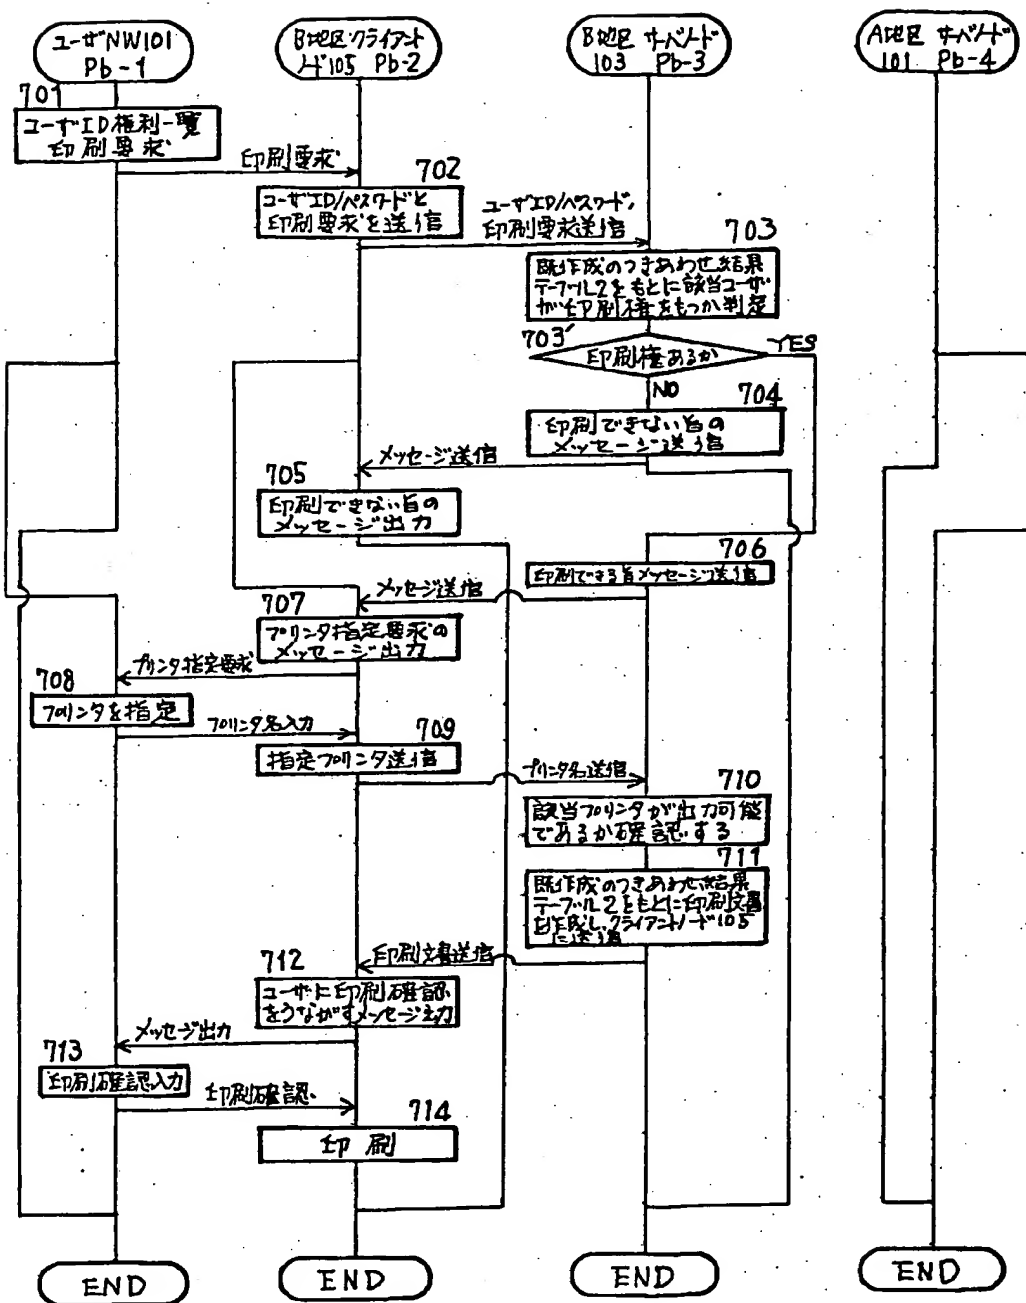 ユーザNW101
Pb-1
B地区クライアント
ノード105 Pb-2
B地区 サーバノード
103 Pb-3
A地区 サーバノード
101 Pb-4
701
ユーザID権利一覧
印刷要求
印刷要求
702
ユーザID/パスワードと
印刷要求を送信
ユーザID/パスワード,
印刷要求送信
703
既作成のつきあわせ結果
テーブル2をもとに該当ユーザ
が印刷権をもつか判定
703'
印刷権あるか
YES
NO
704
印刷できない旨の
メッセージ送信
メッセージ送信
705
印刷できない旨の
メッセージ出力
706
印刷できる旨メッセージ送信
メッセージ送信
707
プリンタ指定要求の
メッセージ出力
プリンタ指定要求
708
プリンタを指定
プリンタ名入力
709
指定プリンタ送信
プリンタ名送信
710
該当プリンタが出力可能
であるか確認する
711
既作成のつきあわせ結果
テーブル2をもとに印刷文書
を作成し、クライアントノード105
に送信
印刷文書送信
712
ユーザに印刷確認
をうながすメッセージ出力
メッセージ出力
713
印刷確認入力
印刷確認
714
印刷
END
END
END
END